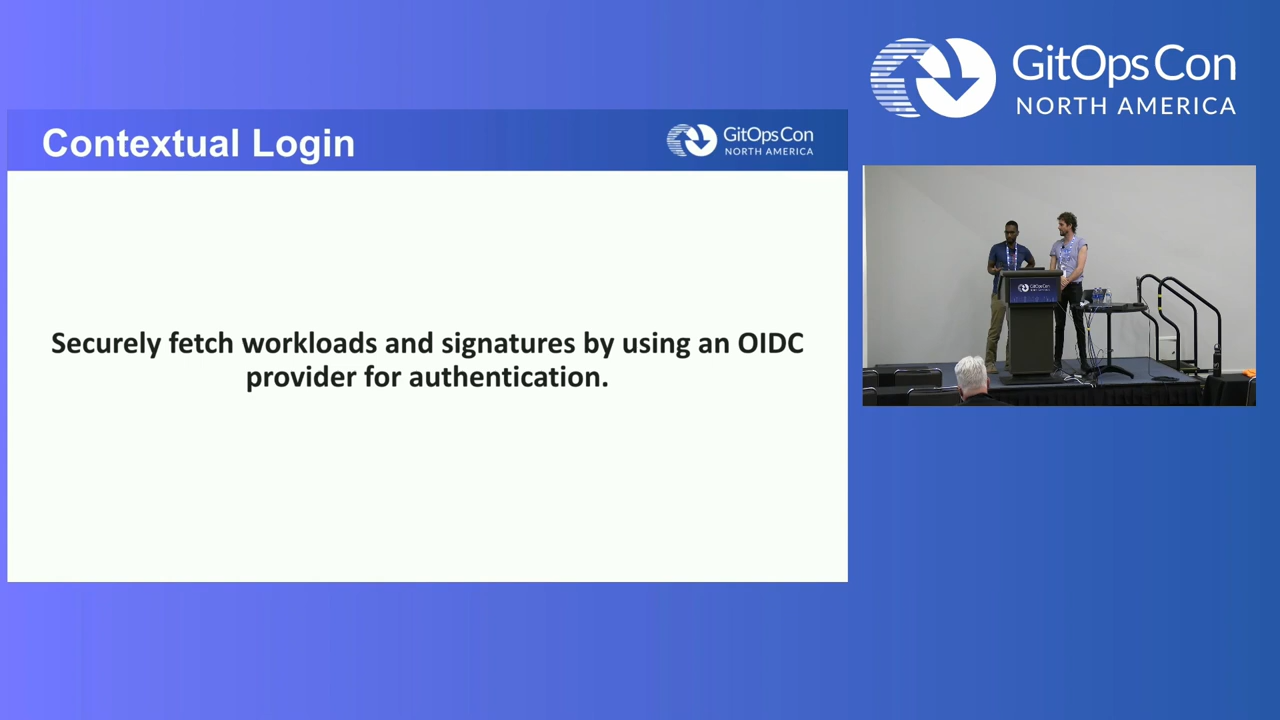 GitOpsCon
NORTH AMERICA
Contextual Login
GitOpsCon
NORTH AMERICA
Securely fetch workloads and signatures by using an OIDC
provider for authentication.
GitOpsCon